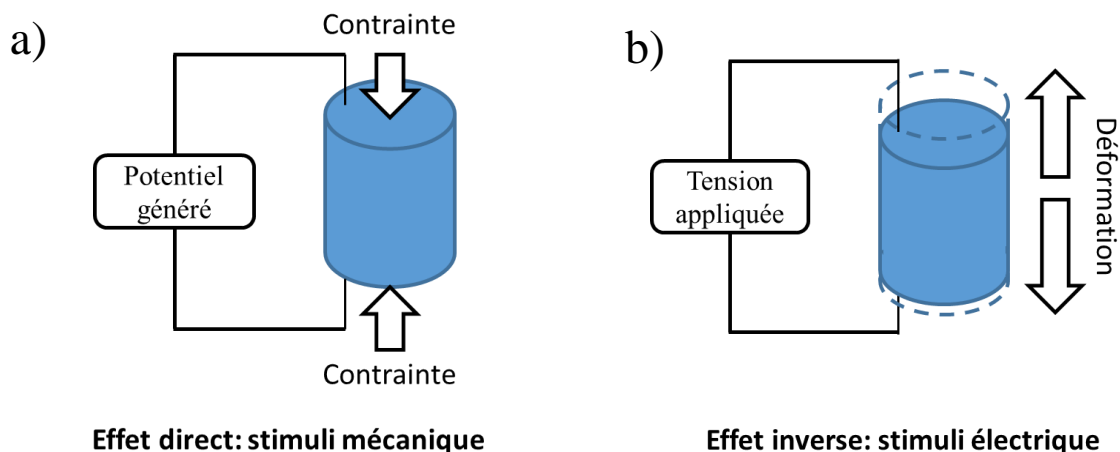 a)
Contrainte
Potentiel
généré
Contrainte
Effet direct: stimuli mécanique
b)
Tension
appliquée
Déformation
Effet inverse: stimuli électrique